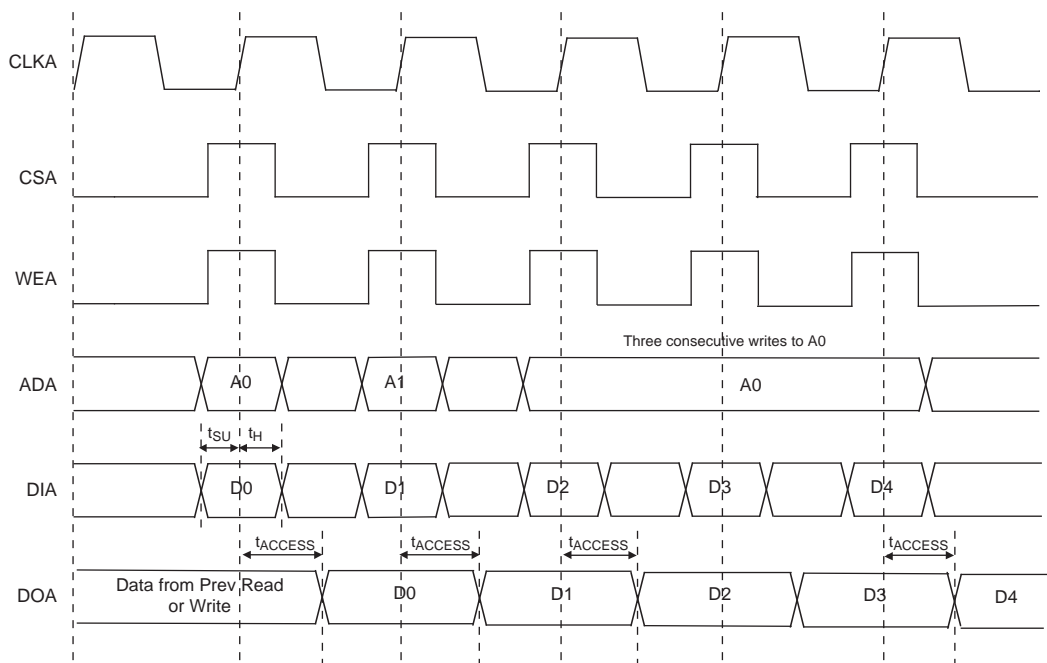 CLKA
CSA
WEA
Three consecutive writes to A0
ADA
A0
A1
A0
tSU
tH
DIA
D0
D1
D2
D3
D4
tACCESS
tACCESS
tACCESS
tACCESS
DOA
Data from Prev Read
or Write
D0
D1
D2
D3
D4